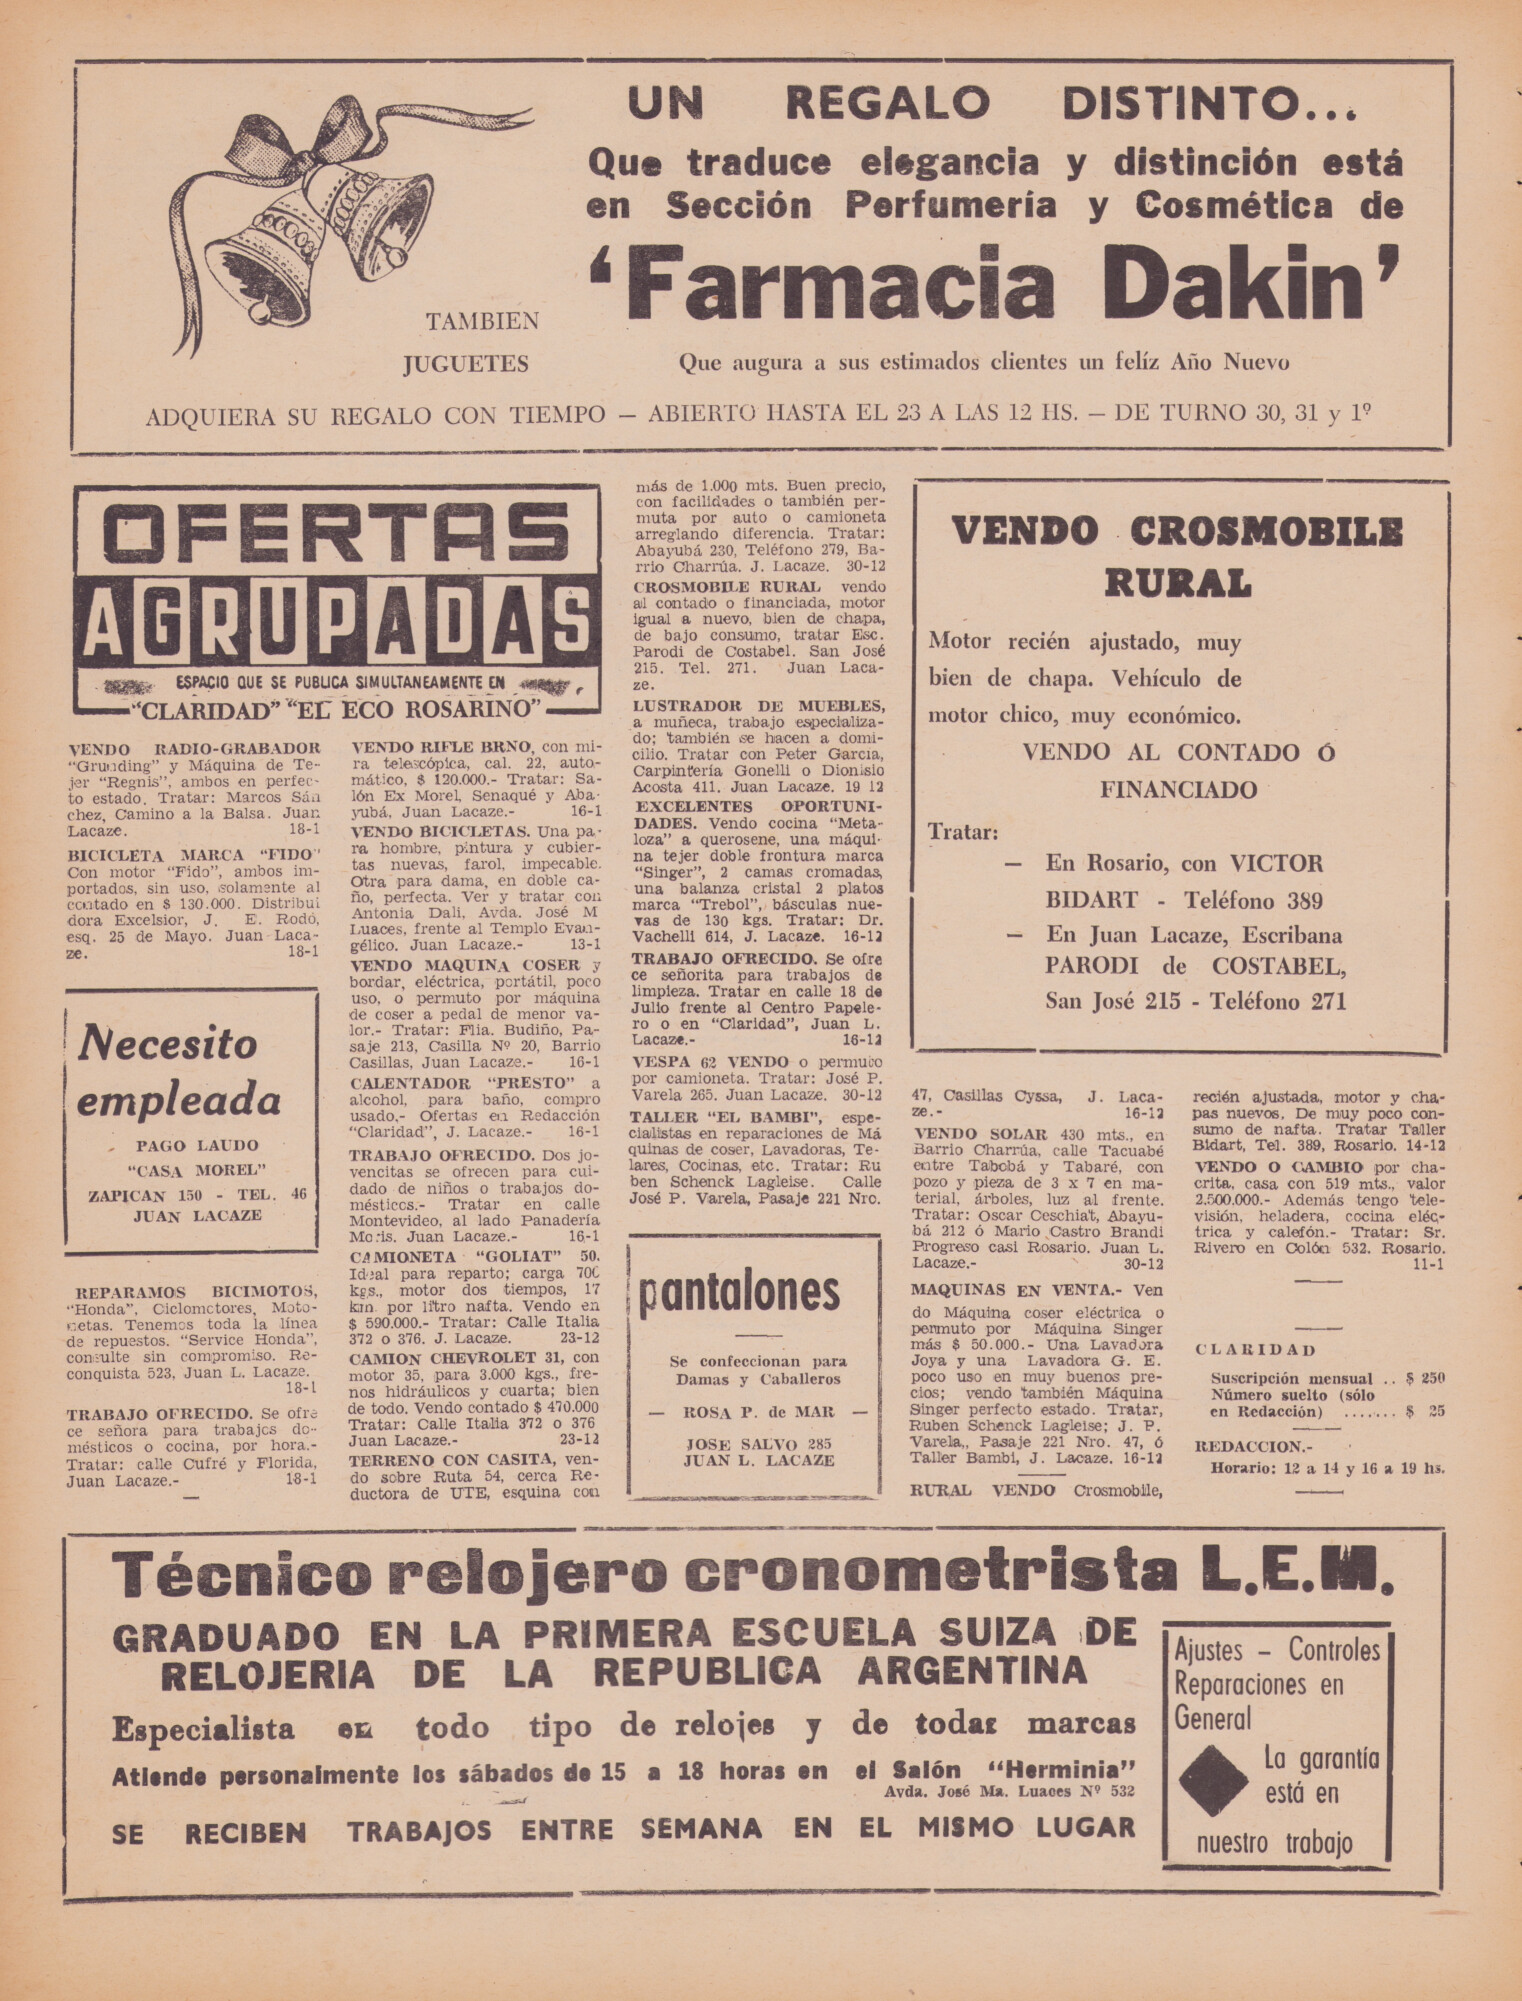 UN REGALO DISTINTO...
Que traduce elegancia y distinción está
en Sección Perfumería y Cosmética de
‘Farmacia Dakin’
TAMBIEN
JUGUETES
Que augura a sus estimados clientes un felíz Año Nuevo
ADQUIERA SU REGALO CON TIEMPO — ABIERTO HASTA EL 23 A LAS 12 HS. — DE TURNO 30, 31 y 1º
OFERTAS
AGRUPADAS
ESPACIO QUE SE PUBLICA SIMULTANEAMENTE EN
“CLARIDAD” “EL ECO ROSARINO”
VENDO RADIO-GRABADOR
“Grunding” y Máquina de Te-
jer “Regnis”, ambos en perfec-
to estado. Tratar: Marcos Sán
chez, Camino a la Balsa. Juan
Lacaze. 18-1
BICICLETA MARCA “FIDO”
Con motor “Fido”, ambos im-
portados, sin uso, solamente al
contado en $ 130.000. Distribui
dora Excelsior, J. E. Rodó,
esq. 25 de Mayo. Juan Laca-
ze. 18-1
Necesito
empleada
PAGO LAUDO
“CASA MOREL”
ZAPICAN 150 - TEL. 46
JUAN LACAZE
REPARAMOS BICIMOTOS,
“Honda”, Ciclomotores, Moto-
netas. Tenemos toda la línea
de repuestos. “Service Honda”,
consulte sin compromiso. Re-
conquista 523, Juan L. Lacaze.
18-1
TRABAJO OFRECIDO. Se ofre
ce señora para trabajos do-
mésticos o cocina, por hora.-
Tratar: calle Cufré y Florida,
Juan Lacaze.- 18-1
VENDO RIFLE BRNO, con mi-
ra telescópica, cal. 22, auto-
mático, $ 120.000.- Tratar: Sa-
lón Ex Morel, Senaqué y Aba-
yubá, Juan Lacaze.- 16-1
VENDO BICICLETAS. Una pa-
ra hombre, pintura y cubier-
tas nuevas, farol, impecable.
Otra para dama, en doble ca-
ño, perfecta. Ver y tratar con
Antonia Dali, Avda. José M
Luaces, frente al Templo Evan-
gélico. Juan Lacaze.- 13-1
VENDO MAQUINA COSER y
bordar, eléctrica, portátil, poco
uso, o permuto por máquina
de coser a pedal de menor va-
lor.- Tratar: Flia. Budiño, Pa-
saje 213, Casilla Nº 20, Barrio
Casillas, Juan Lacaze.- 16-1
CALENTADOR “PRESTO” a
alcohol, para baño, compro
usado.- Ofertas en Redacción
“Claridad”, J. Lacaze.- 16-1
TRABAJO OFRECIDO. Dos jo-
vencitas se ofrecen para cui-
dado de niños o trabajos do-
mésticos.- Tratar en calle
Montevideo, al lado Panadería
Moris. Juan Lacaze.- 16-1
CAMIONETA “GOLIAT” 50.
Ideal para reparto; carga 700
kgs., motor dos tiempos, 17
km. por litro nafta. Vendo en
$ 590.000.- Tratar: Calle Italia
372 o 376. J. Lacaze. 23-12
CAMION CHEVROLET 31, con
motor 35, para 3.000 kgs., fre-
nos hidráulicos y cuarta; bien
de todo. Vendo contado $ 470.000
Tratar: Calle Italia 372 o 376
Juan Lacaze.- 23-12
TERRENO CON CASITA, ven-
do sobre Ruta 54, cerca Re-
ductora de UTE, esquina con
más de 1.000 mts. Buen precio,
con facilidades o también per-
muta por auto o camioneta
arreglando diferencia. Tratar:
Abayubá 230, Teléfono 279, Ba-
rrio Charrúa. J. Lacaze. 30-12
CROSMOBILE RURAL vendo
al contado o financiada, motor
igual a nuevo, bien de chapa,
de bajo consumo, tratar Esc.
Parodi de Costabel. San José
215. Tel. 271. Juan Laca-
ze.
LUSTRADOR DE MUEBLES,
a muñeca, trabajo especializa-
do; también se hacen a domi-
cilio. Tratar con Peter García,
Carpintería Gonelli o Dionisio
Acosta 411. Juan Lacaze. 19 12
EXCELENTES OPORTUNI-
DADES. Vendo cocina “Meta-
loza” a querosene, una máqui-
na tejer doble frontura marca
“Singer”, 2 camas cromadas,
una balanza cristal 2 platos
marca “Trebol”, básculas nue-
vas de 130 kgs. Tratar: Dr.
Vachelli 614, J. Lacaze. 16-12
TRABAJO OFRECIDO. Se ofre
ce señorita para trabajos de
limpieza. Tratar en calle 18 de
Julio frente al Centro Papele-
ro o en “Claridad”, Juan L.
Lacaze.- 16-12
VESPA 62 VENDO o permuto
por camioneta. Tratar: José P.
Varela 265. Juan Lacaze. 30-12
TALLER “EL BAMBI”, espe-
cialistas en reparaciones de Má
quinas de coser, Lavadoras, Te-
lares, Cocinas, etc. Tratar: Ru
ben Schenck Lagleise. Calle
José P. Varela, Pasaje 221 Nro.
pantalones
Se confeccionan para
Damas y Caballeros
— ROSA P. de MAR —
JOSE SALVO 285
JUAN L. LACAZE
VENDO CROSMOBILE
RURAL
Motor recién ajustado, muy
bien de chapa. Vehículo de
motor chico, muy económico.
VENDO AL CONTADO Ó
FINANCIADO
Tratar:
— En Rosario, con VICTOR
BIDART - Teléfono 389
— En Juan Lacaze, Escribana
PARODI de COSTABEL,
San José 215 - Teléfono 271
47, Casillas Cyssa, J. Laca-
ze.- 16-12
VENDO SOLAR 430 mts., en
Barrio Charrúa, calle Tacuabé
entre Tabobá y Tabaré, con
pozo y pieza de 3 x 7 en ma-
terial, árboles, luz al frente.
Tratar: Oscar Ceschiat, Abayu-
bá 212 ó Mario Castro Brandi
Progreso casi Rosario. Juan L.
Lacaze.- 30-12
MAQUINAS EN VENTA.- Ven
do Máquina coser eléctrica o
permuto por Máquina Singer
más $ 50.000.- Una Lavadora
Joya y una Lavadora G. E.
poco uso en muy buenos pre-
cios; vendo también Máquina
Singer perfecto estado. Tratar,
Ruben Schenck Lagleise; J. P.
Varela,, Pasaje 221 Nro. 47, ó
Taller Bambi, J. Lacaze. 16-12
RURAL VENDO Crosmobile,
recién ajustada, motor y cha-
pas nuevos. De muy poco con-
sumo de nafta. Tratar Taller
Bidart, Tel. 389, Rosario. 14-12
VENDO O CAMBIO por cha-
crita, casa con 519 mts., valor
2.500.000.- Además tengo tele-
visión, heladera, cocina eléc-
trica y calefón.- Tratar: Sr.
Rivero en Colón 532. Rosario.
11-1
CLARIDAD
Suscripción mensual .. $ 250
Número suelto (sólo
en Redacción) ....... $ 25
REDACCION.-
Horario: 12 a 14 y 16 a 19 hs.
Técnico relojero cronometrista L.E.M.
GRADUADO EN LA PRIMERA ESCUELA SUIZA DE
RELOJERIA DE LA REPUBLICA ARGENTINA
Especialista en todo tipo de relojes y de todas marcas
Atiende personalmente los sábados de 15 a 18 horas en el Salón “Herminia”
Avda. José Ma. Luaces Nº 532
SE RECIBEN TRABAJOS ENTRE SEMANA EN EL MISMO LUGAR
Ajustes – Controles
Reparaciones en
General
La garantía
está en
nuestro trabajo